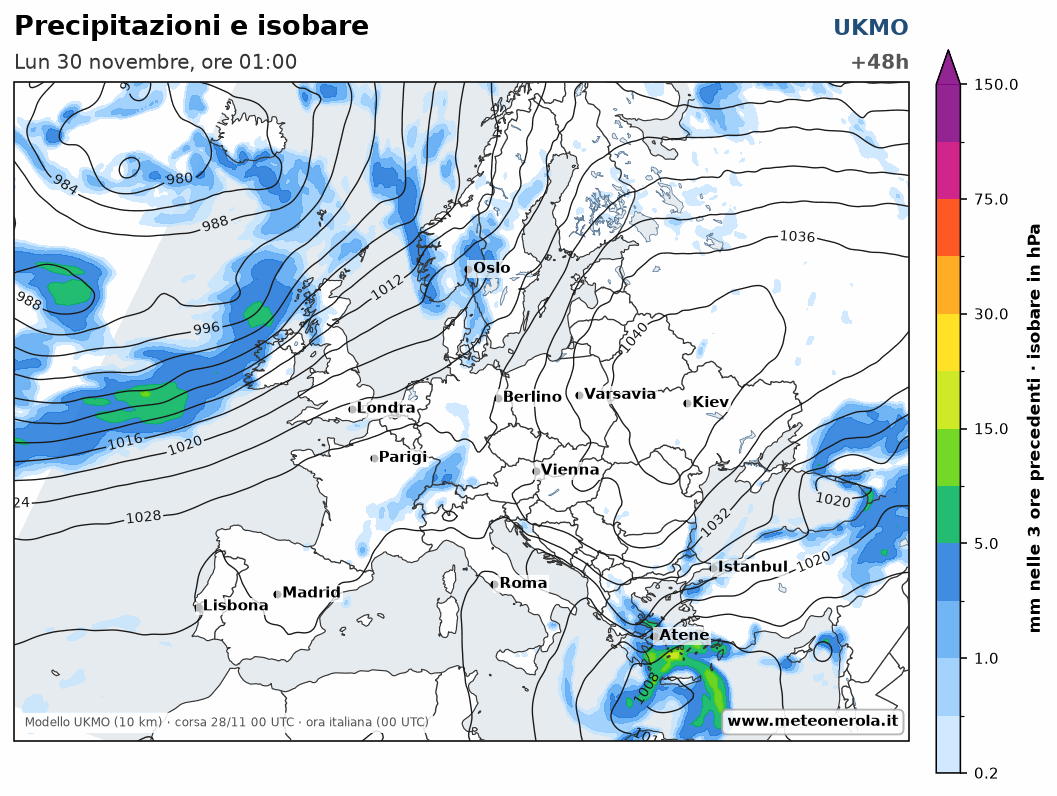 Precipitazioni e isobare
UKMO
Lun 30 novembre, ore 01:00
+48h
150.0
75.0
30.0
15.0
5.0
1.0
0.2
mm nelle 3 ore precedenti · isobare in hPa
984
980
988
988
996
1012
1036
1040
Oslo
Berlino
Varsavia
Kiev
Londra
Parigi
Vienna
1016
1020
24
1028
1020
1032
1020
Istanbul
Roma
Madrid
Lisbona
Atene
1008
Modello UKMO (10 km) · corsa 28/11 00 UTC · ora italiana (00 UTC)
www.meteonerola.it